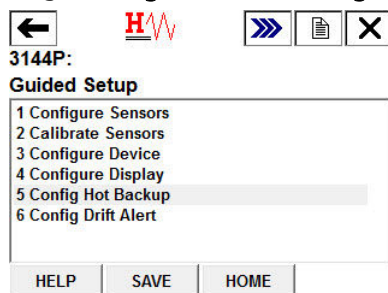 H
3144P:
Guided Setup
1 Configure Sensors
2 Calibrate Sensors
3 Configure Device
4 Configure Display
5 Config Hot Backup
6 Config Drift Alert
HELP SAVE HOME